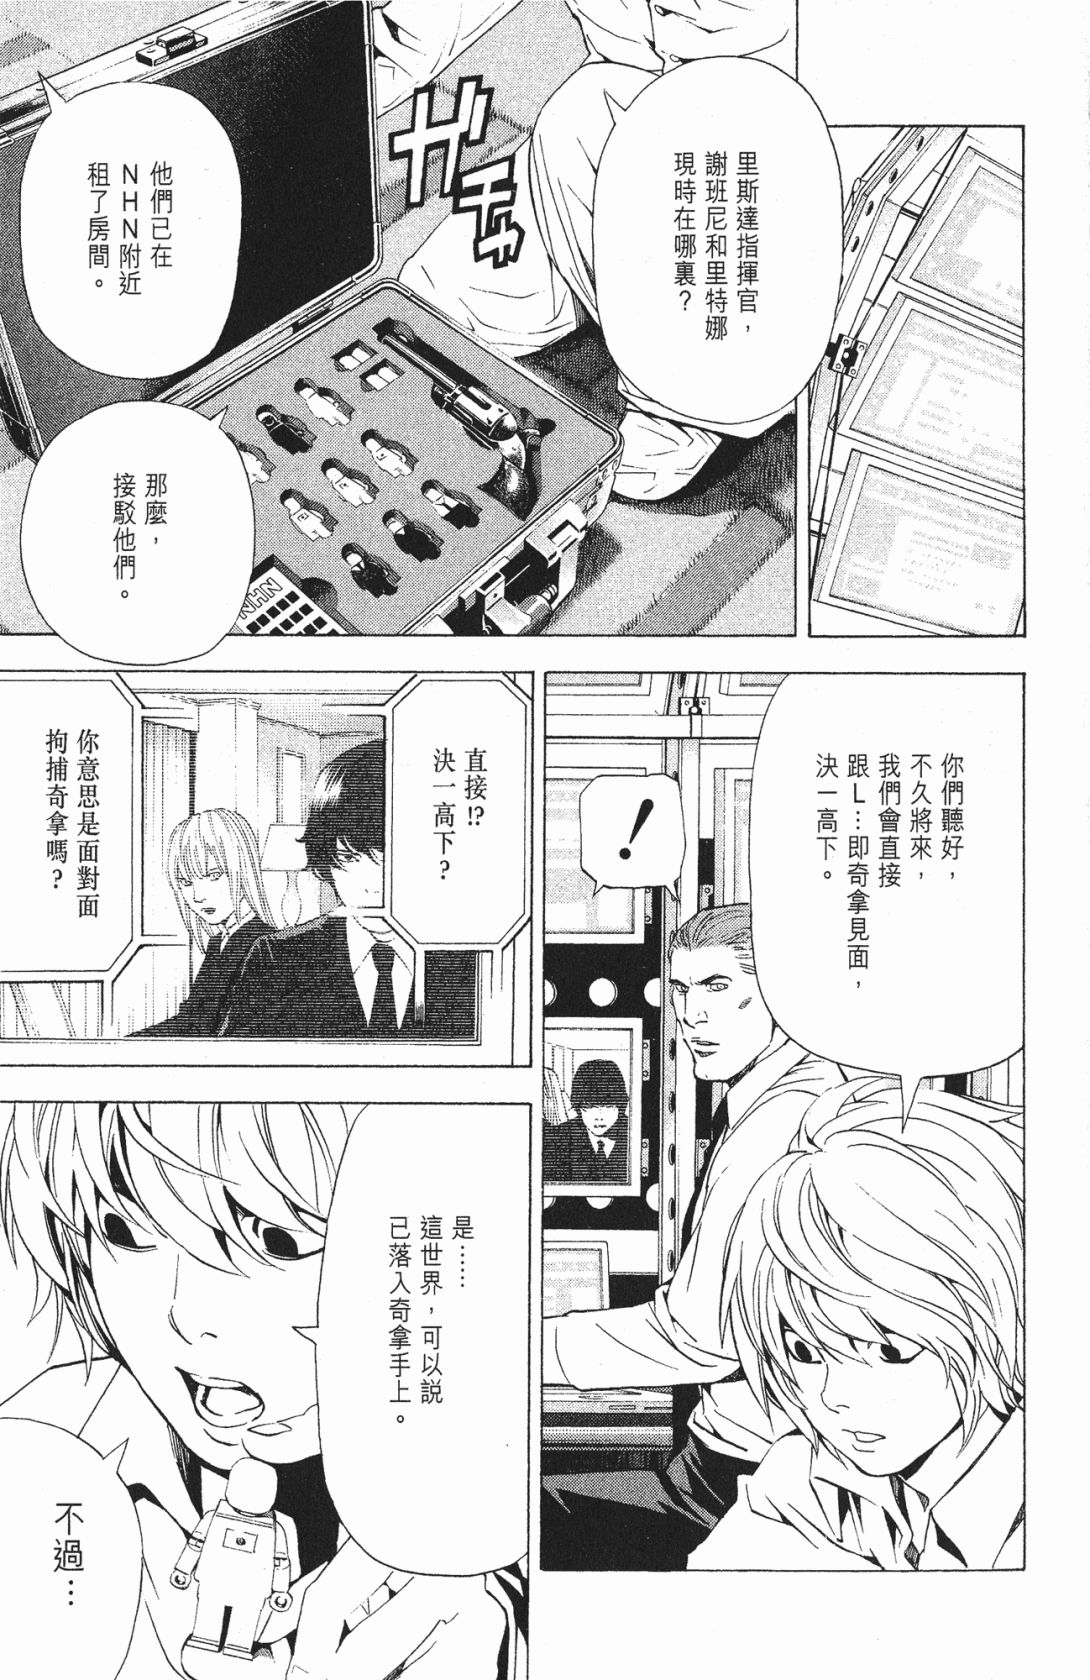 里斯達指揮官，
謝班尼和里特娜
現時在哪裏？
ガチャ
他們已在
NHN附近
租了房間。
那麼，
接駁他們。
NHN
你們聽好，
不久將來，
我們會直接
跟L…即奇拿見面，
決一高下。
！
直接!?
決一高下？
你意思是面對面
拘捕奇拿嗎？
是……
這世界，可以説
已落入奇拿手上。
不過…